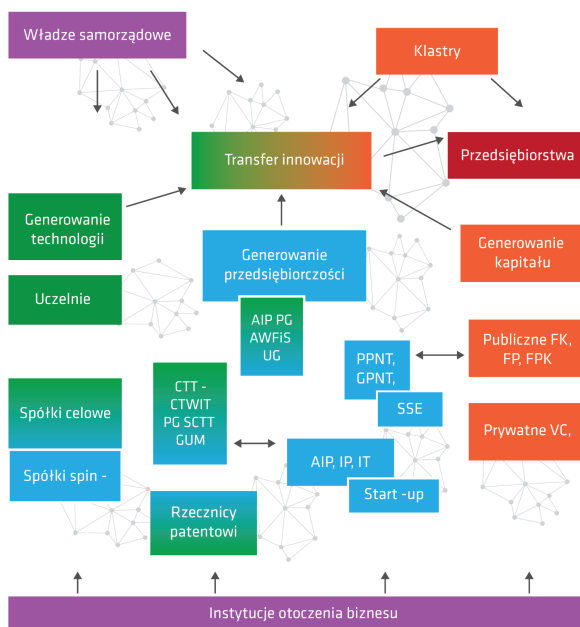 Władze samorządowe
Klastry
Transfer innowacji
Przedsiębiorstwa
Generowanie
technologii
Generowanie
przedsiębiorczości
Generowanie
kapitału
Uczelnie
AIP PG
AWFiS
UG
Publiczne FK,
FP, FPK
PPNT,
GPNT,
SSE
CTT -
CTWIT
PG SCTT
GUM
Spółki celowe
Prywatne VC,
AIP, IP, IT
Spółki spin -
Start -up
Rzecznicy
patentowi
Instytucje otoczenia biznesu